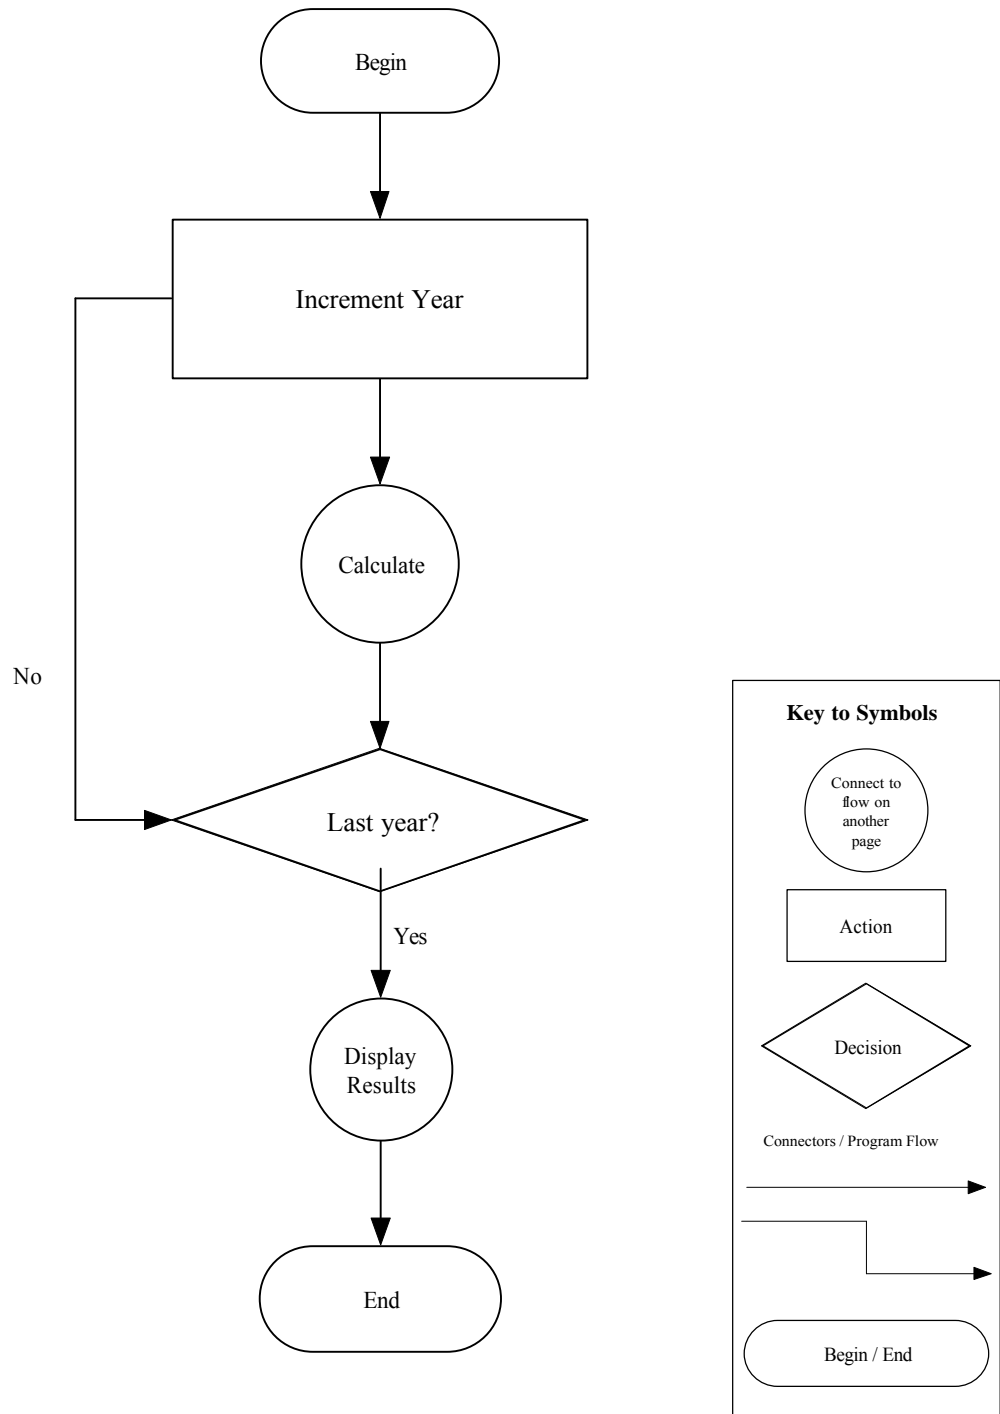 Begin
Increment Year
Calculate
No
Last year?
Yes
Display
Results
End
Key to Symbols
Connect to
flow on
another
page
Action
Decision
Connectors / Program Flow
Begin / End